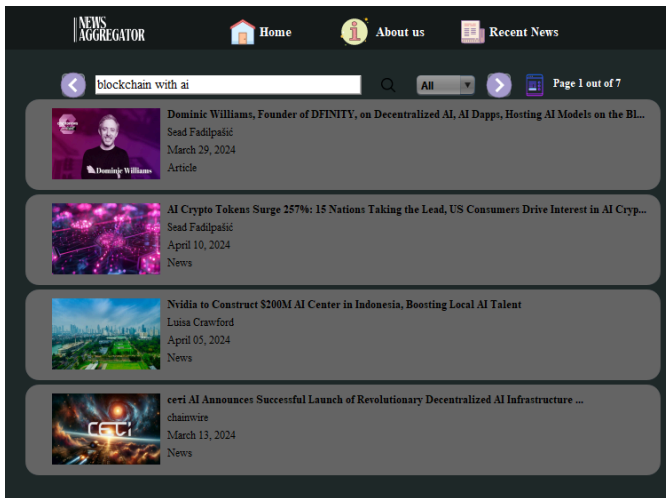 NEWS
AGGREGATOR
Home
About us
Recent News
blockchain with ai
All
Page 1 out of 7
Dominic Williams
Dominic Williams, Founder of DFINITY, on Decentralized AI, AI Dapps, Hosting AI Models on the Bl...
Sead Fadilpašić
March 29, 2024
Article
AI Crypto Tokens Surge 257%: 15 Nations Taking the Lead, US Consumers Drive Interest in AI Cryp...
Sead Fadilpašić
April 10, 2024
News
Nvidia to Construct $200M AI Center in Indonesia, Boosting Local AI Talent
Luisa Crawford
April 05, 2024
News
CETI
ceτi AI Announces Successful Launch of Revolutionary Decentralized AI Infrastructure ...
chainwire
March 13, 2024
News